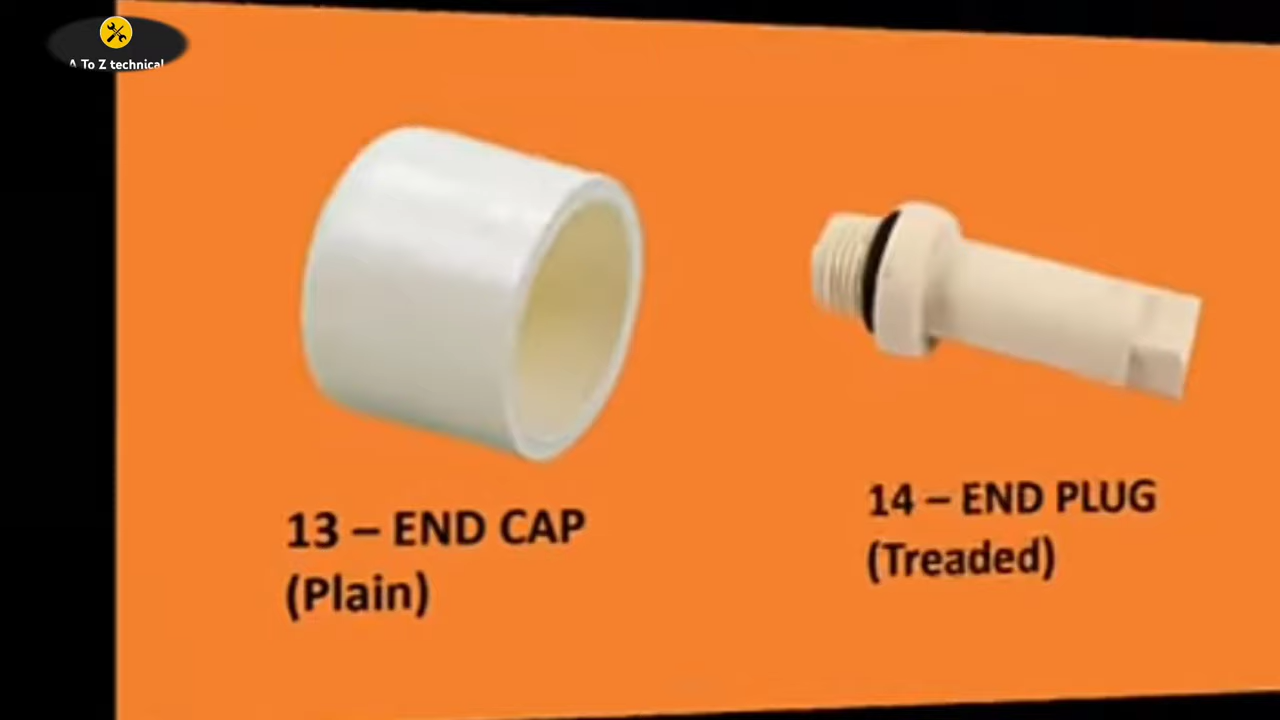 A To Z technical
13 – END CAP
(Plain)
14 – END PLUG
(Treaded)